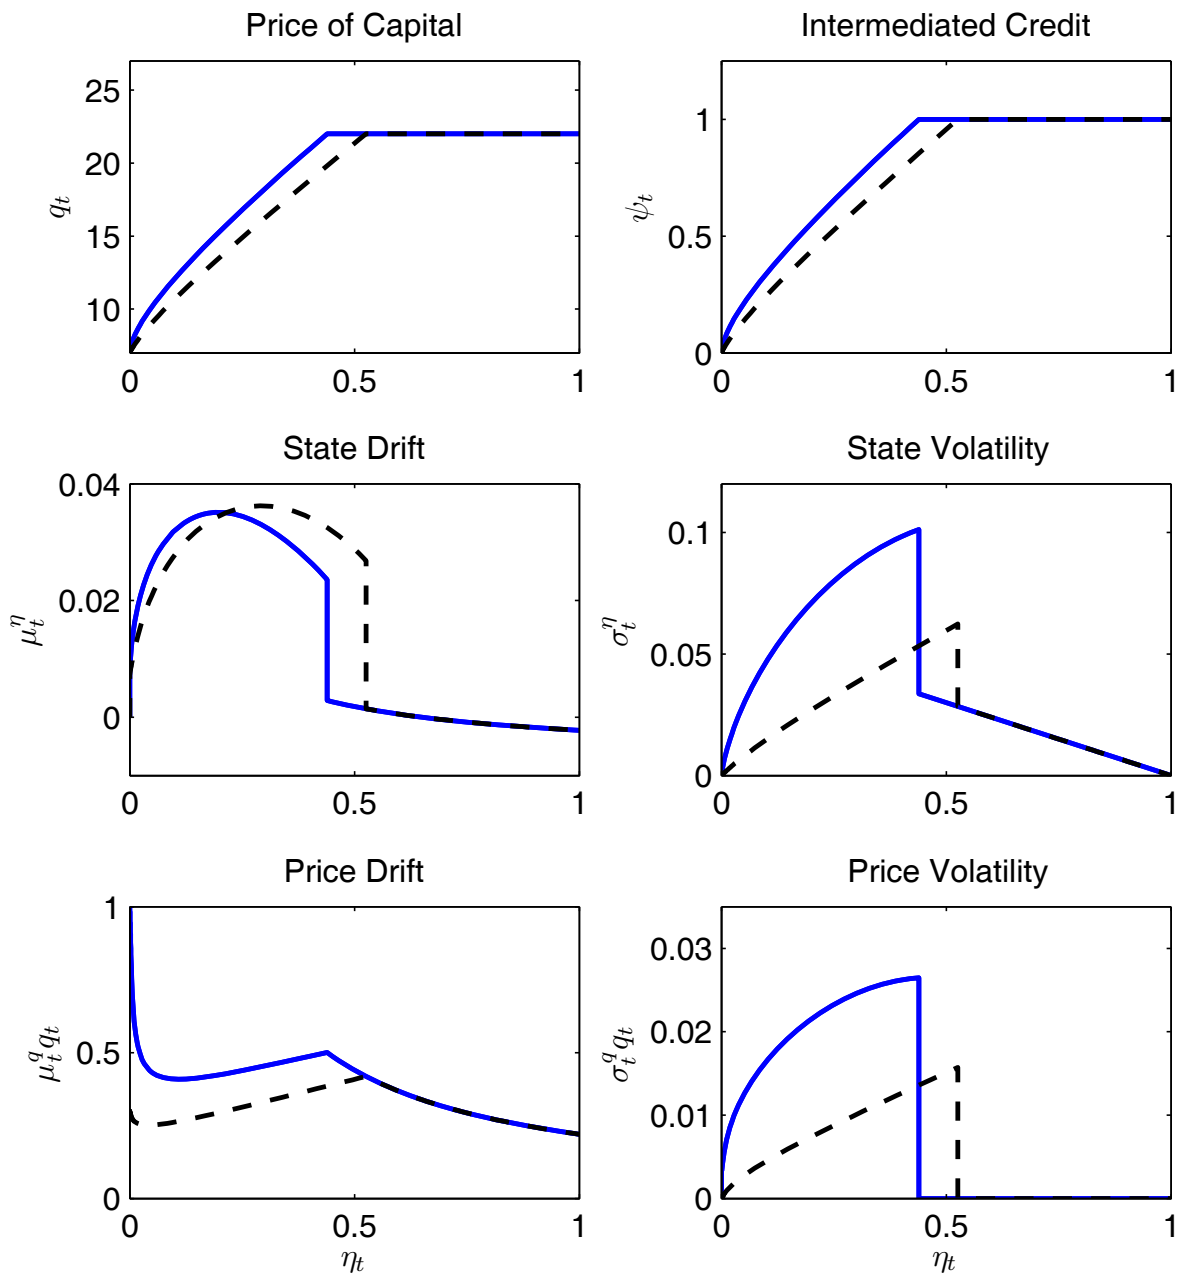 Price of Capital
25
20
15
10
0
0.5
1
q_t
Intermediated Credit
1
0.5
0
0
0.5
1
ψ_t
State Drift
0.04
0.02
0
0
0.5
1
μ_t^η
State Volatility
0.1
0.05
0
0
0.5
1
σ_t^η
Price Drift
1
0.5
0
0
0.5
1
μ_t^q q_t
η_t
Price Volatility
0.03
0.02
0.01
0
0
0.5
1
σ_t^q q_t
η_t